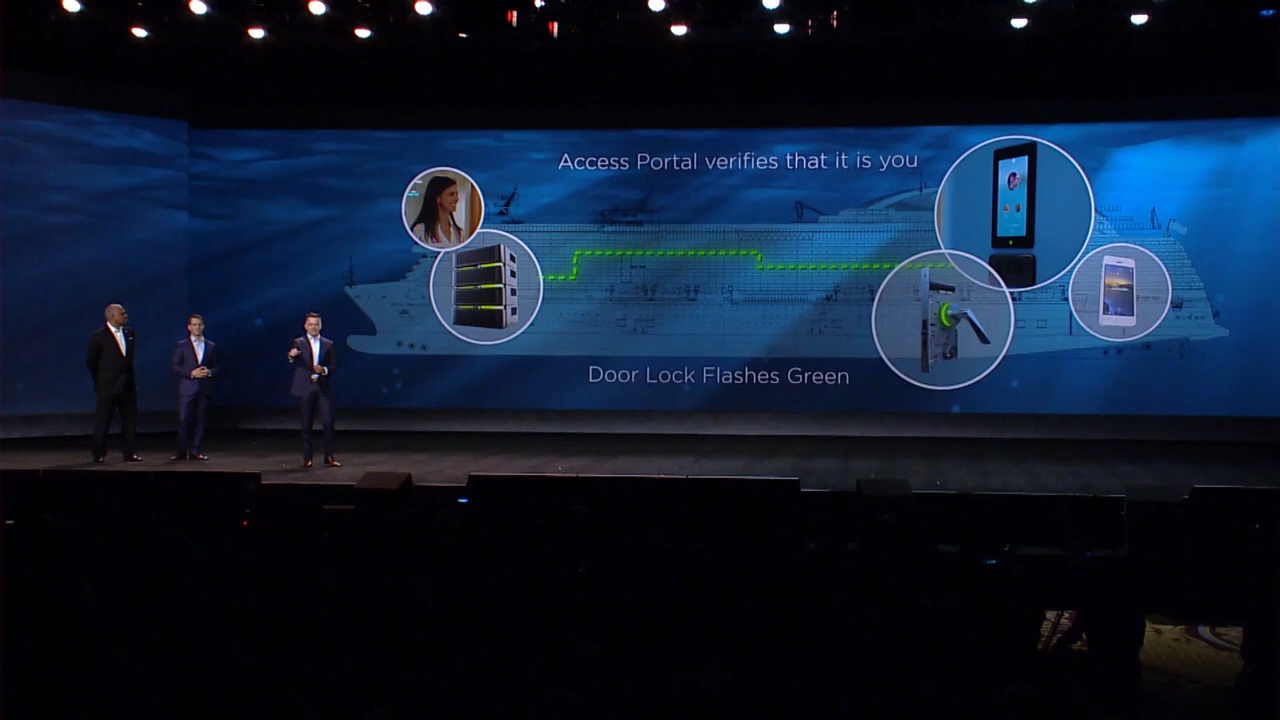 Access Portal verifies that it is you
Door Lock Flashes Green